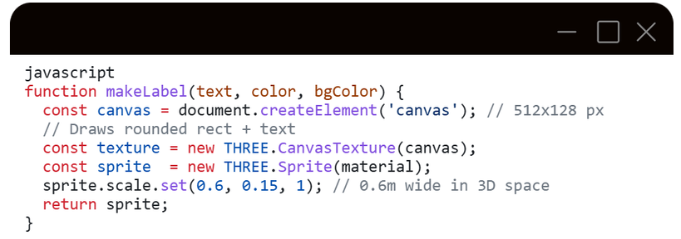 javascript
function makeLabel(text, color, bgColor) {
  const canvas = document.createElement('canvas'); // 512x128 px
  // Draws rounded rect + text
  const texture = new THREE.CanvasTexture(canvas);
  const sprite  = new THREE.Sprite(material);
  sprite.scale.set(0.6, 0.15, 1); // 0.6m wide in 3D space
  return sprite;
}